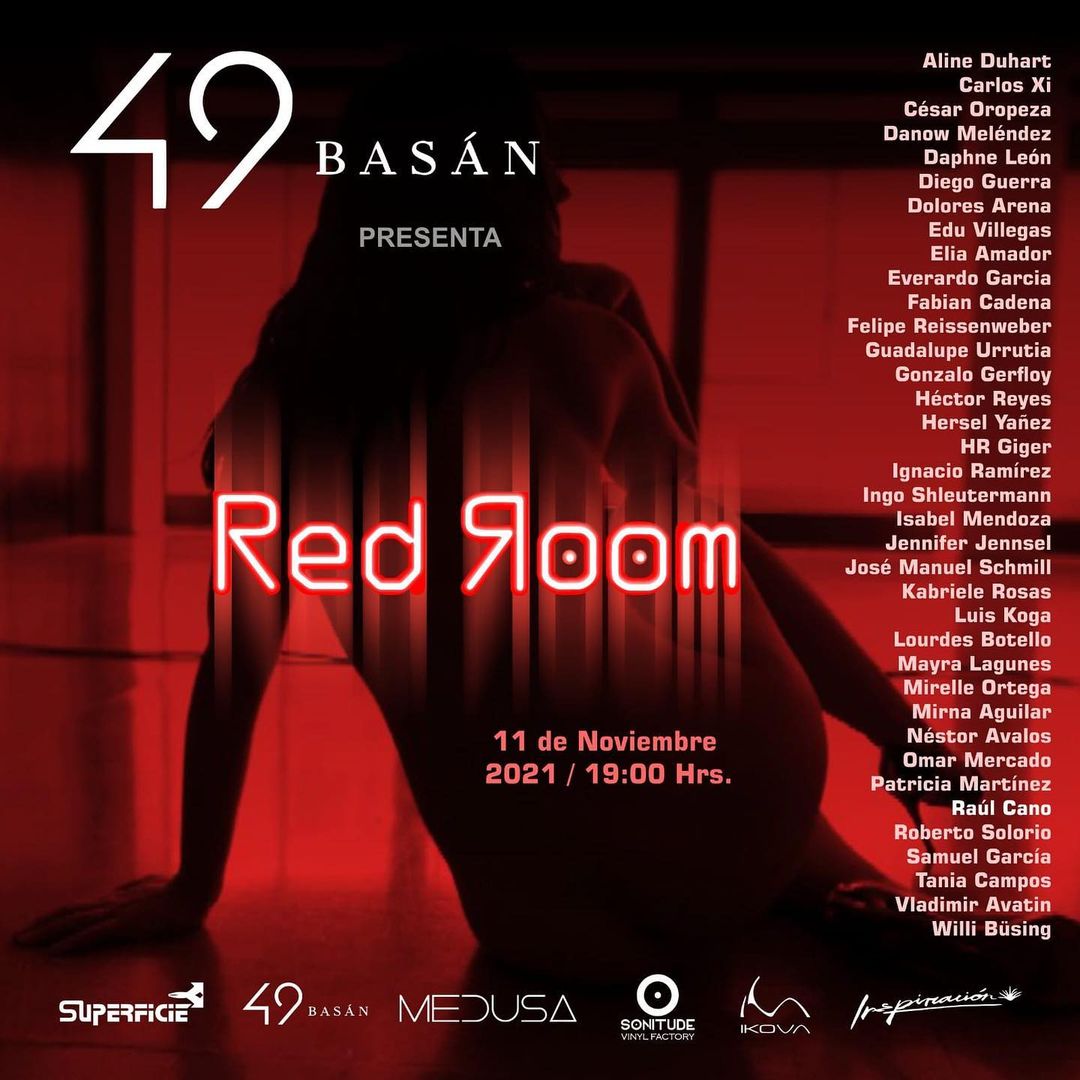 49 BASÁN
PRESENTA
Red Яoom
11 de Noviembre
2021 / 19:00 Hrs.
Aline Duhart
Carlos Xi
César Oropeza
Danow Meléndez
Daphne León
Diego Guerra
Dolores Arena
Edu Villegas
Elia Amador
Everardo Garcia
Fabian Cadena
Felipe Reissenweber
Guadalupe Urrutia
Gonzalo Gerfloy
Héctor Reyes
Hersel Yañez
HR Giger
Ignacio Ramírez
Ingo Shleutermann
Isabel Mendoza
Jennifer Jennsel
José Manuel Schmill
Kabriele Rosas
Luis Koga
Lourdes Botello
Mayra Lagunes
Mirelle Ortega
Mirna Aguilar
Néstor Avalos
Omar Mercado
Patricia Martínez
Raúl Cano
Roberto Solorio
Samuel García
Tania Campos
Vladimir Avatin
Willi Büsing
SUPERFICIE
49 BASÁN
MEDUSA
SONITUDE
VINYL FACTORY
IKOVA
Inspiración